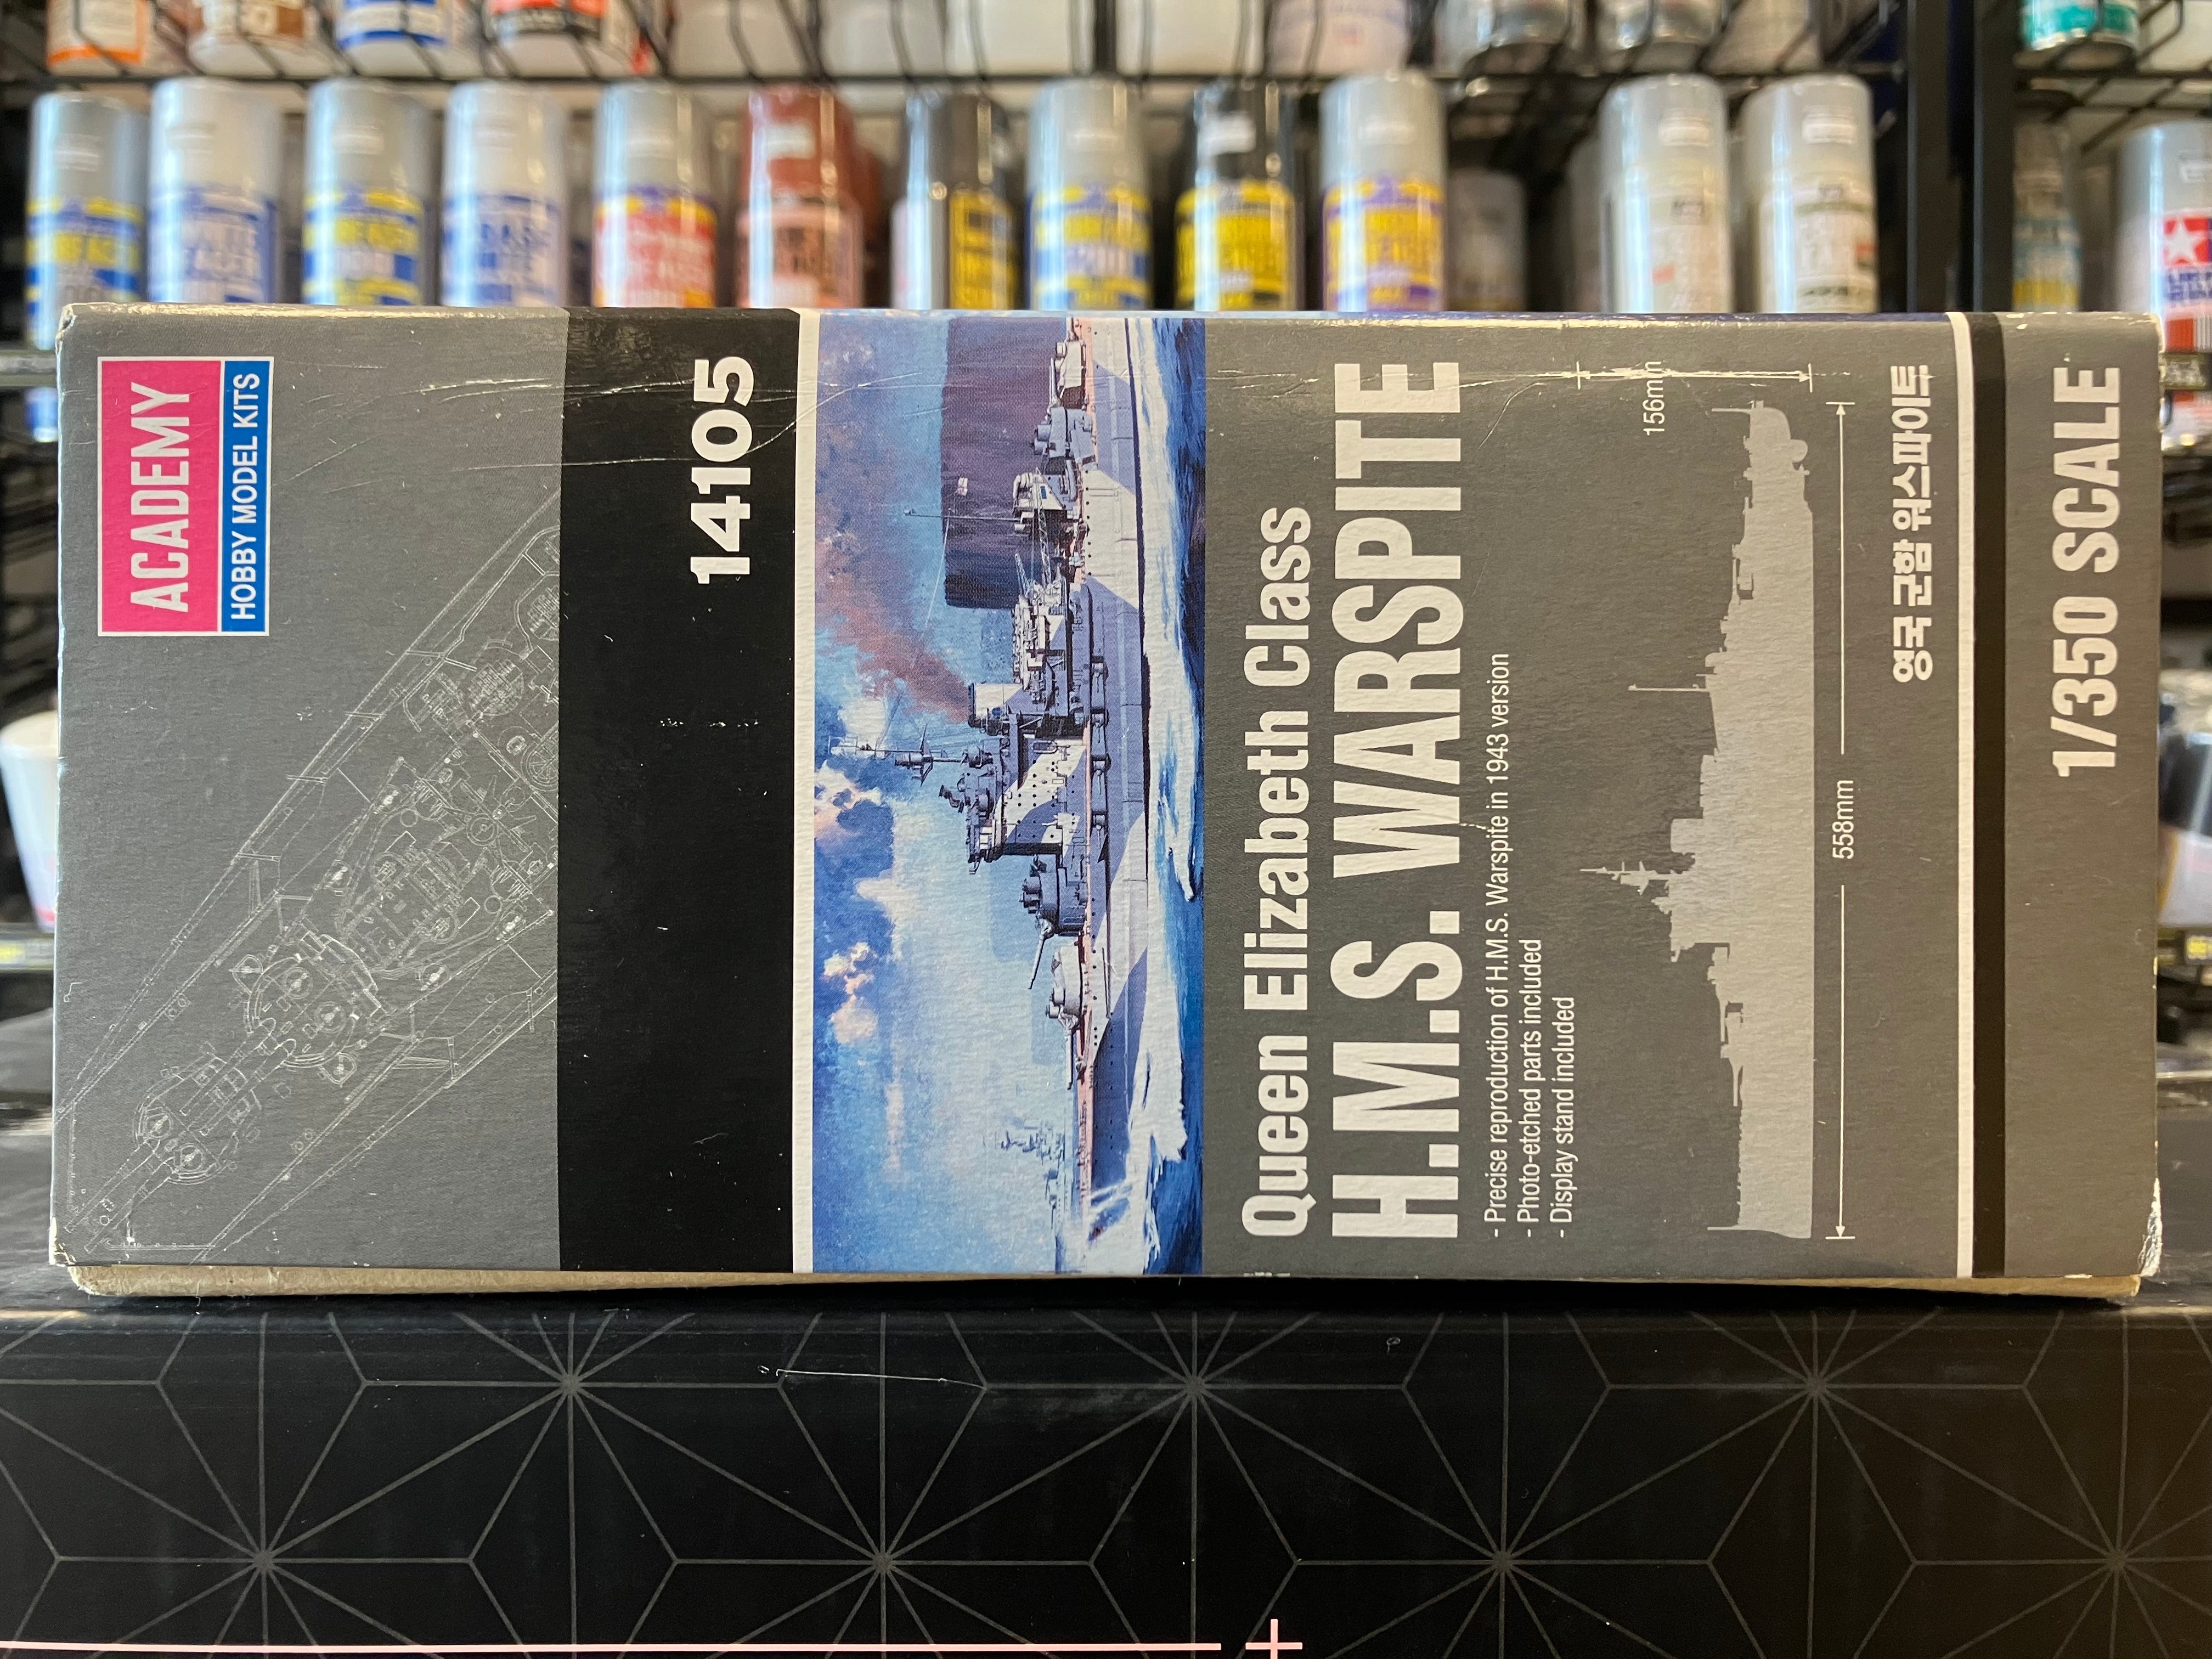 ACADEMY
HOBBY MODEL KITS
14105
Queen Elizabeth Class
H.M.S. WARSPITE
- Precise reproduction of H.M.S. Warspite in 1943 version
- Photo-etched parts included
- Display stand included
156mm
558mm
영국 군함 워스파이트
1/350 SCALE